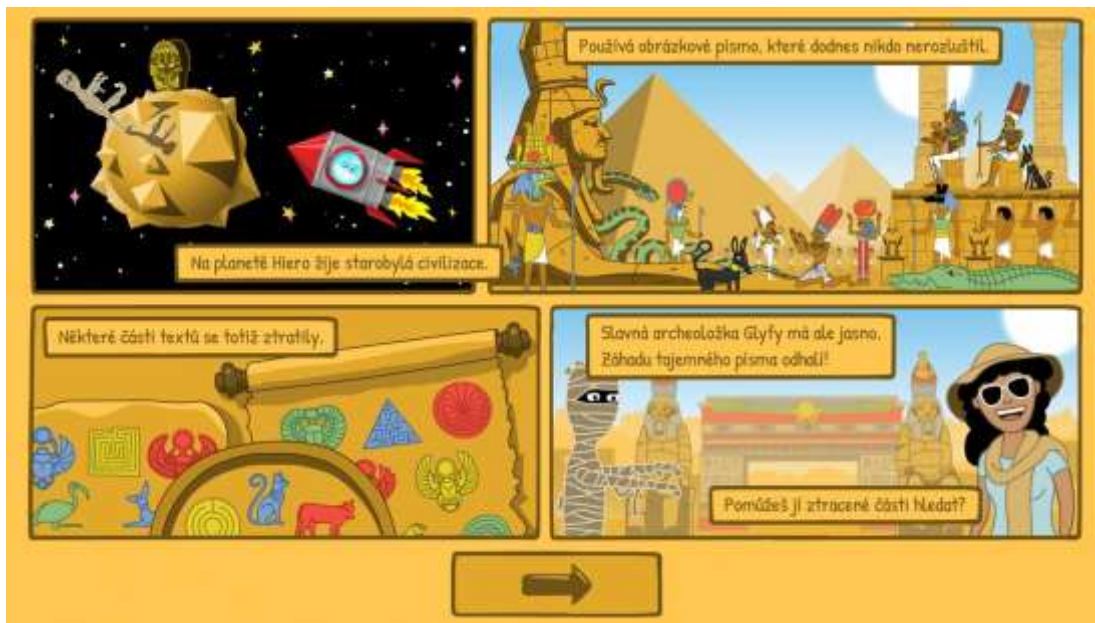 Na planetě Hiero žije starobylá civilizace.
Používá obrázkové písmo, které dodnes nikdo nerozluštil.
Některé části textů se totiž ztratily.
Slavná archeoložka Glyfy má ale jasno.
Záhadu tajemného písma odhalí!
Pomůžeš jí ztracené části hledat?